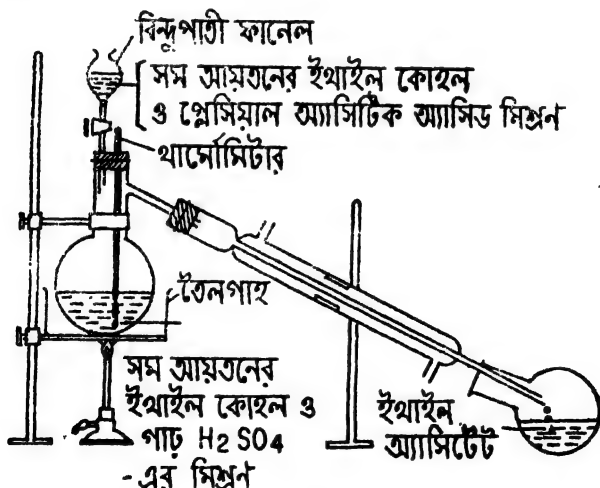 বিন্দুপাতী ফানেল
সম আয়তনের ইথাইল কোহল
ও গ্লেসিয়াল অ্যাসিটিক অ্যাসিড মিশ্রণ
থার্মোমিটার
তৈলগাহ
সম আয়তনের
ইথাইল কোহল ও
গাঢ় H2SO4
-এর মিশ্রণ
ইথাইল
অ্যাসিটেট